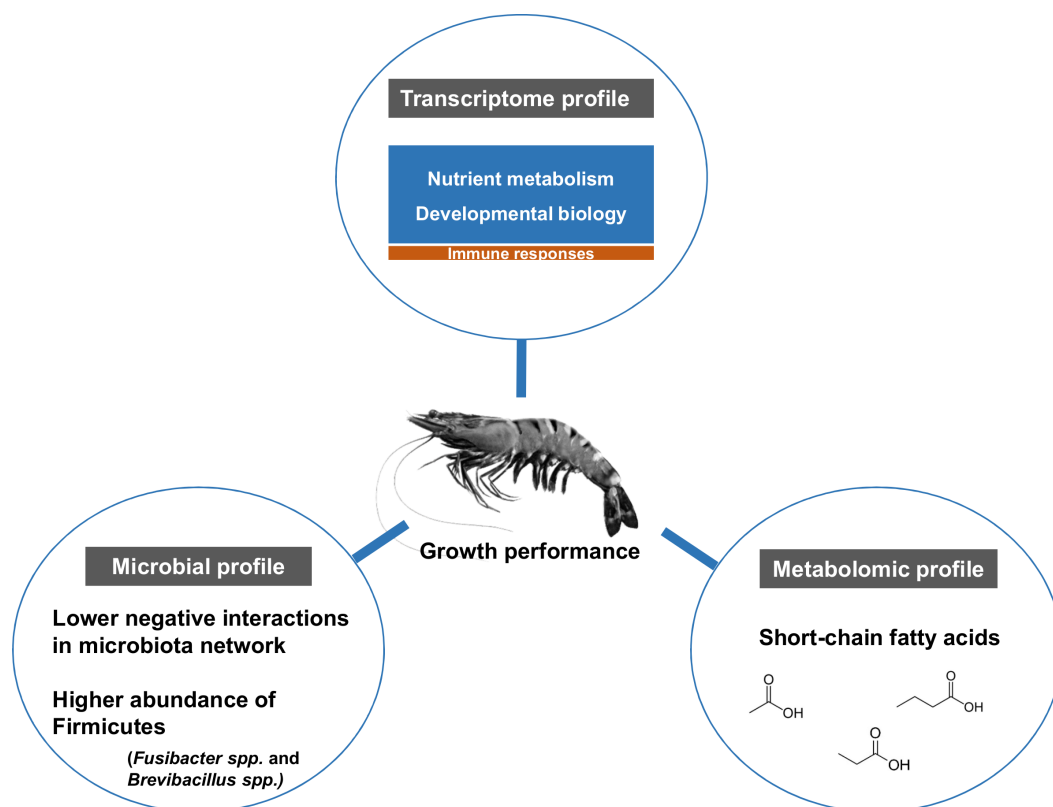 Transcriptome profile
Nutrient metabolism
Developmental biology
Immune responses
Growth performance
Microbial profile
Lower negative interactions
in microbiota network
Higher abundance of
Firmicutes
(Fusibacter spp. and
Brevibacillus spp.)
Metabolomic profile
Short-chain fatty acids
O
OH
O
OH
O
OH